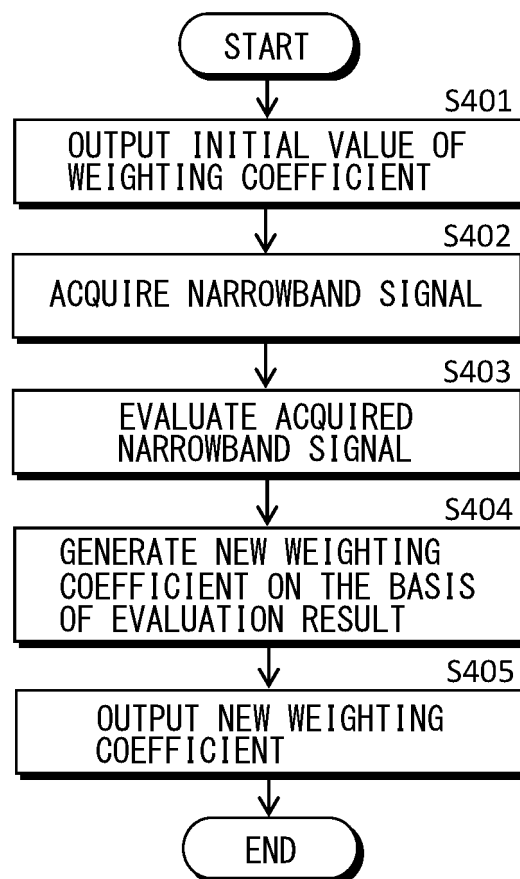 START
S401
OUTPUT INITIAL VALUE OF
WEIGHTING COEFFICIENT
S402
ACQUIRE NARROWBAND SIGNAL
S403
EVALUATE ACQUIRED
NARROWBAND SIGNAL
S404
GENERATE NEW WEIGHTING
COEFFICIENT ON THE BASIS
OF EVALUATION RESULT
S405
OUTPUT NEW WEIGHTING
COEFFICIENT
END